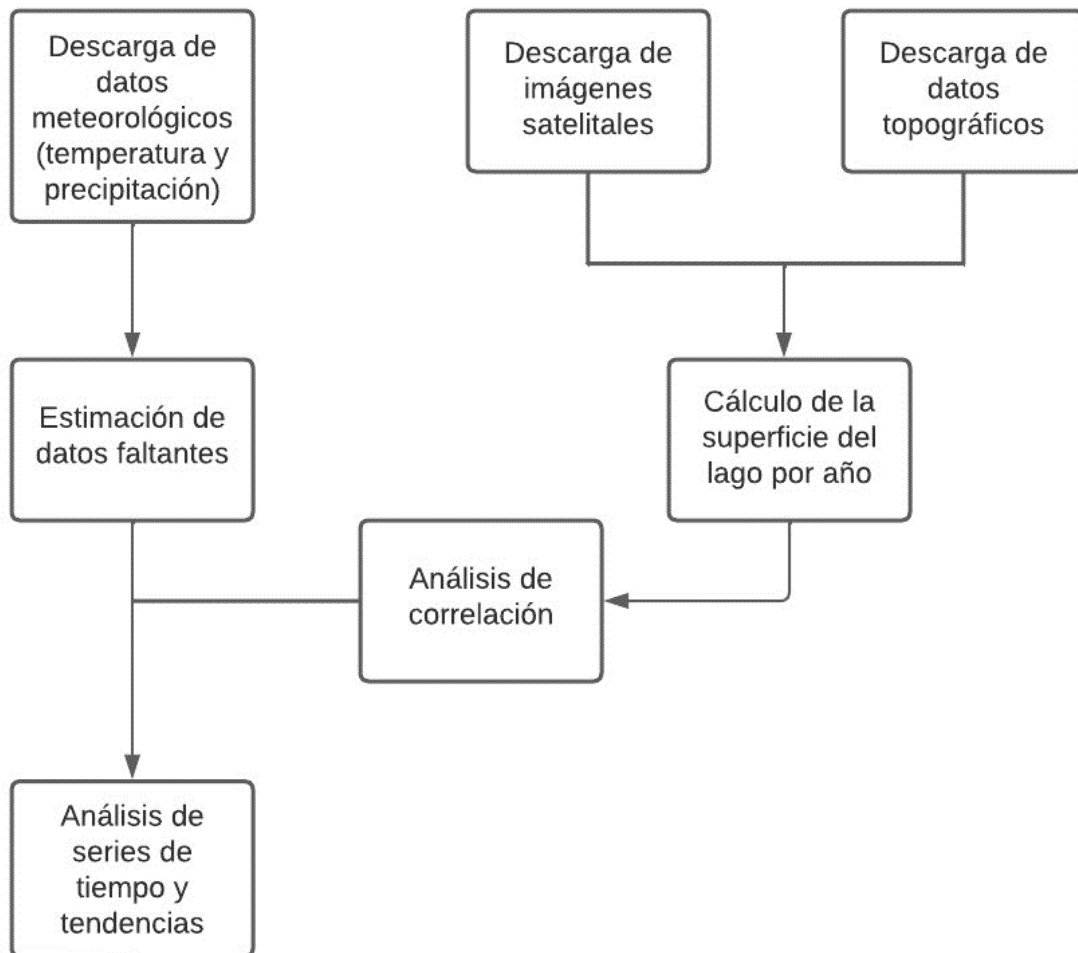 Descarga de
datos
meteorológicos
(temperatura y
precipitación)
Descarga de
imágenes
satelitales
Descarga de
datos
topográficos
Estimación de
datos faltantes
Cálculo de la
superficie del
lago por año
Análisis de
correlación
Análisis de
series de
tiempo y
tendencias